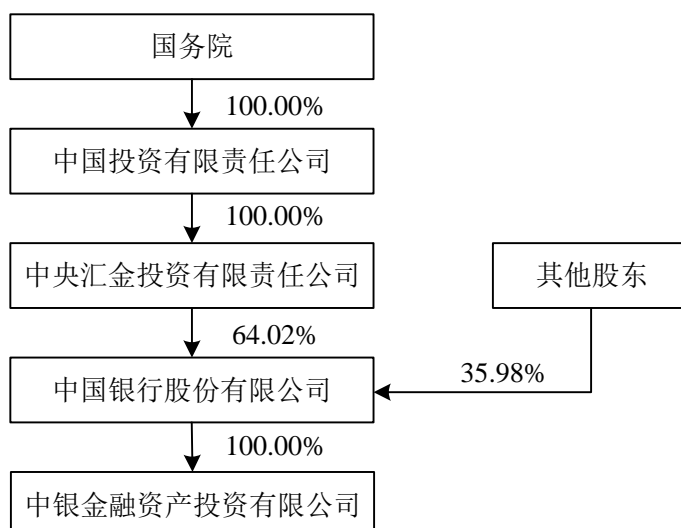 国务院
100.00%
中国投资有限责任公司
100.00%
中央汇金投资有限责任公司
其他股东
64.02%
35.98%
中国银行股份有限公司
100.00%
中银金融资产投资有限公司